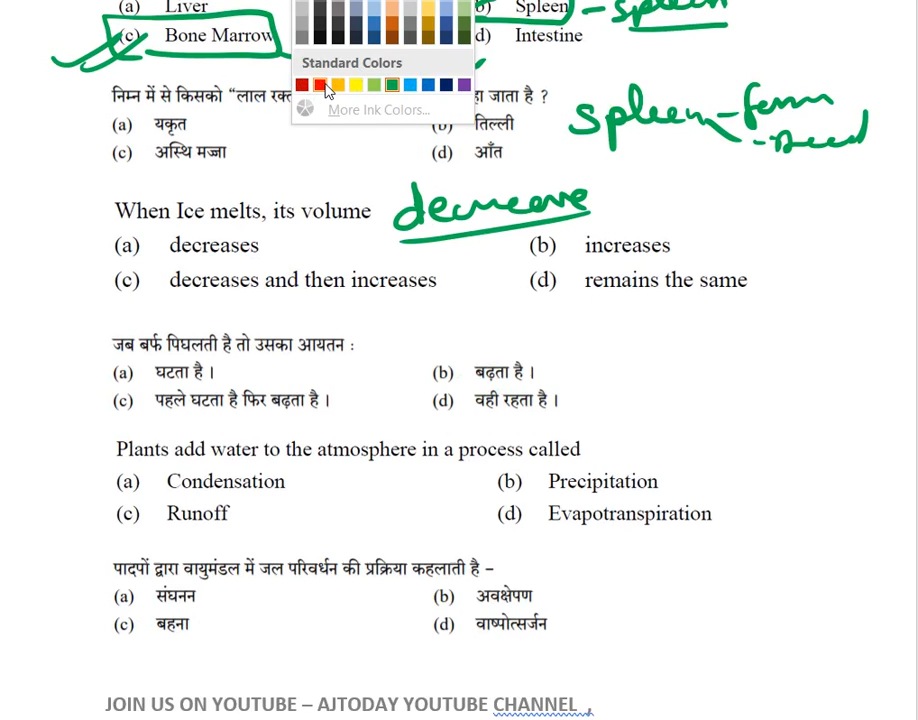 (a) Liver (b) Spleen – spleen
(c) Bone Marrow (d) Intestine
Standard Colors
More Ink Colors...
निम्न में से किसको “लाल रक्त हा जाता है ?
(a) यकृत (b) तिल्ली
(c) अस्थि मज्जा (d) आँत
spleen –
When Ice melts, its volume decrease
(a) decreases (b) increases
(c) decreases and then increases (d) remains the same
जब बर्फ पिघलती है तो उसका आयतन :
(a) घटता है । (b) बढ़ता है ।
(c) पहले घटता है फिर बढ़ता है । (d) वही रहता है ।
Plants add water to the atmosphere in a process called
(a) Condensation (b) Precipitation
(c) Runoff (d) Evapotranspiration
पादपों द्वारा वायुमंडल में जल परिवर्धन की प्रक्रिया कहलाती है –
(a) संघनन (b) अवक्षेपण
(c) बहना (d) वाष्पोत्सर्जन
JOIN US ON YOUTUBE – AJTODAY YOUTUBE CHANNEL ,